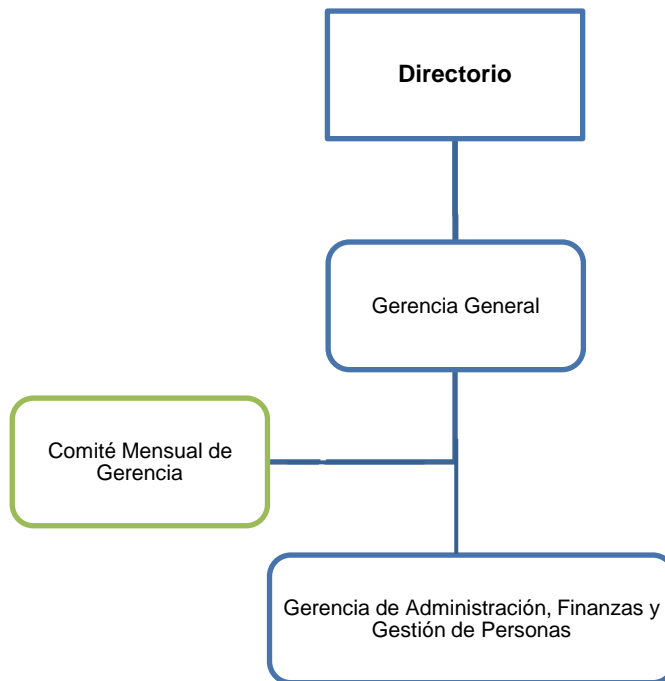 Directorio
Gerencia General
Comité Mensual de
Gerencia
Gerencia de Administración, Finanzas y
Gestión de Personas